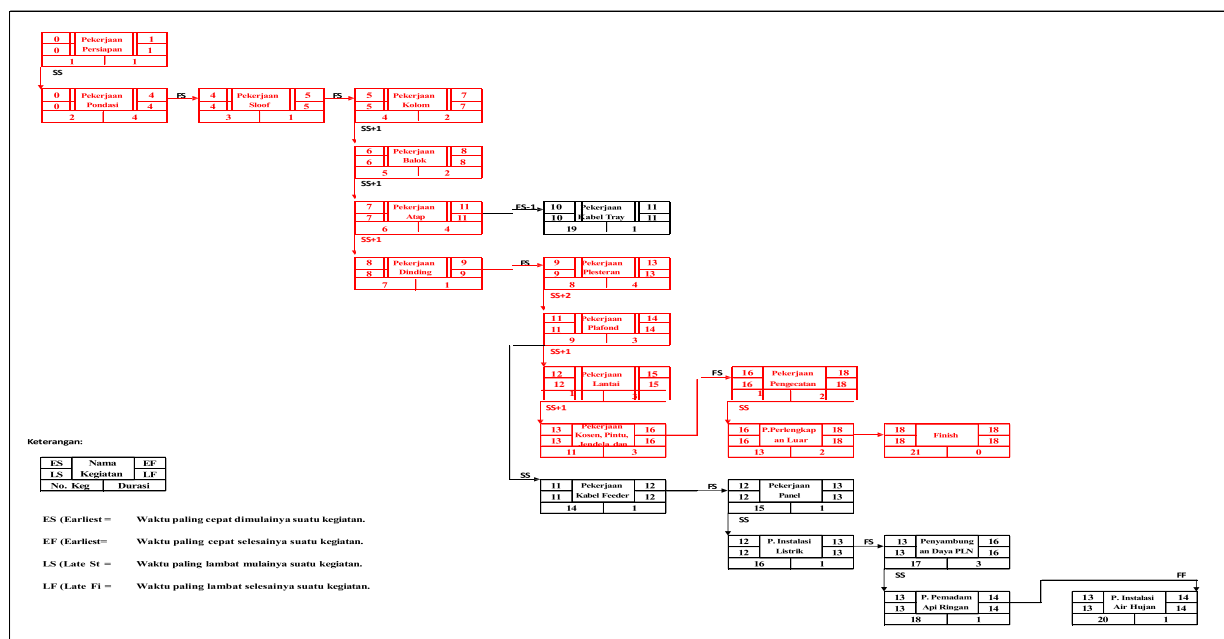 0 Pekerjaan 1
0 Persiapan 1
1 1
SS
0 Pekerjaan 4
0 Pondasi 4
2 4
FS
4 Pekerjaan 5
4 Sloof 5
3 1
FS
5 Pekerjaan 7
5 Kolom 7
4 2
SS+1
6 Pekerjaan 8
6 Balok 8
5 2
SS+1
7 Pekerjaan 11
7 Atap 11
6 4
FS-1
10 Pekerjaan 11
10 Kabel Tray 11
19 1
SS+1
8 Pekerjaan 9
8 Dinding 9
7 1
FS
9 Pekerjaan 13
9 Plesteran 13
8 4
SS+2
11 Pekerjaan 14
11 Plafond 14
9 3
SS+1
12 Pekerjaan 15
12 Lantai 15
1 3
SS+1
13 Pekerjaan 16
13 Kosen, Pintu, 16
Jendela, dan
11 3
FS
16 Pekerjaan 18
16 Pengecatan 18
1 2
SS
16 P.Perlengkap 18
16 an Luar 18
13 2
18 Finish 18
18 18
21 0
SS
11 Pekerjaan 12
11 Kabel Feeder 12
14 1
FS
12 Pekerjaan 13
12 Panel 13
15 1
SS
12 P. Instalasi 13
12 Listrik 13
16 1
FS
13 Penyambung 16
13 an Daya PLN 16
17 3
SS
13 P. Pemadam 14
13 Api Ringan 14
18 1
FF
13 P. Instalasi 14
13 Air Hujan 14
20 1
Keterangan:
ES Nama EF
LS Kegiatan LF
No. Keg Durasi
ES (Earliest = Waktu paling cepat dimulainya suatu kegiatan.
EF (Earliest= Waktu paling cepat selesainya suatu kegiatan.
LS (Late St = Waktu paling lambat mulainya suatu kegiatan.
LF (Late Fi = Waktu paling lambat selesainya suatu kegiatan.